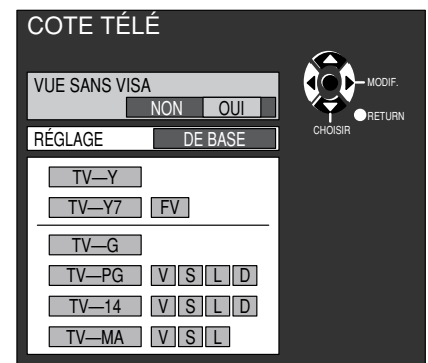 COTE TÉLÉ
VUE SANS VISA
NON OUI
RÉGLAGE DE BASE
TV—Y
TV—Y7 FV
TV—G
TV—PG V S L D
TV—14 V S L D
TV—MA V S L
MODIF.
RETURN
CHOISIR